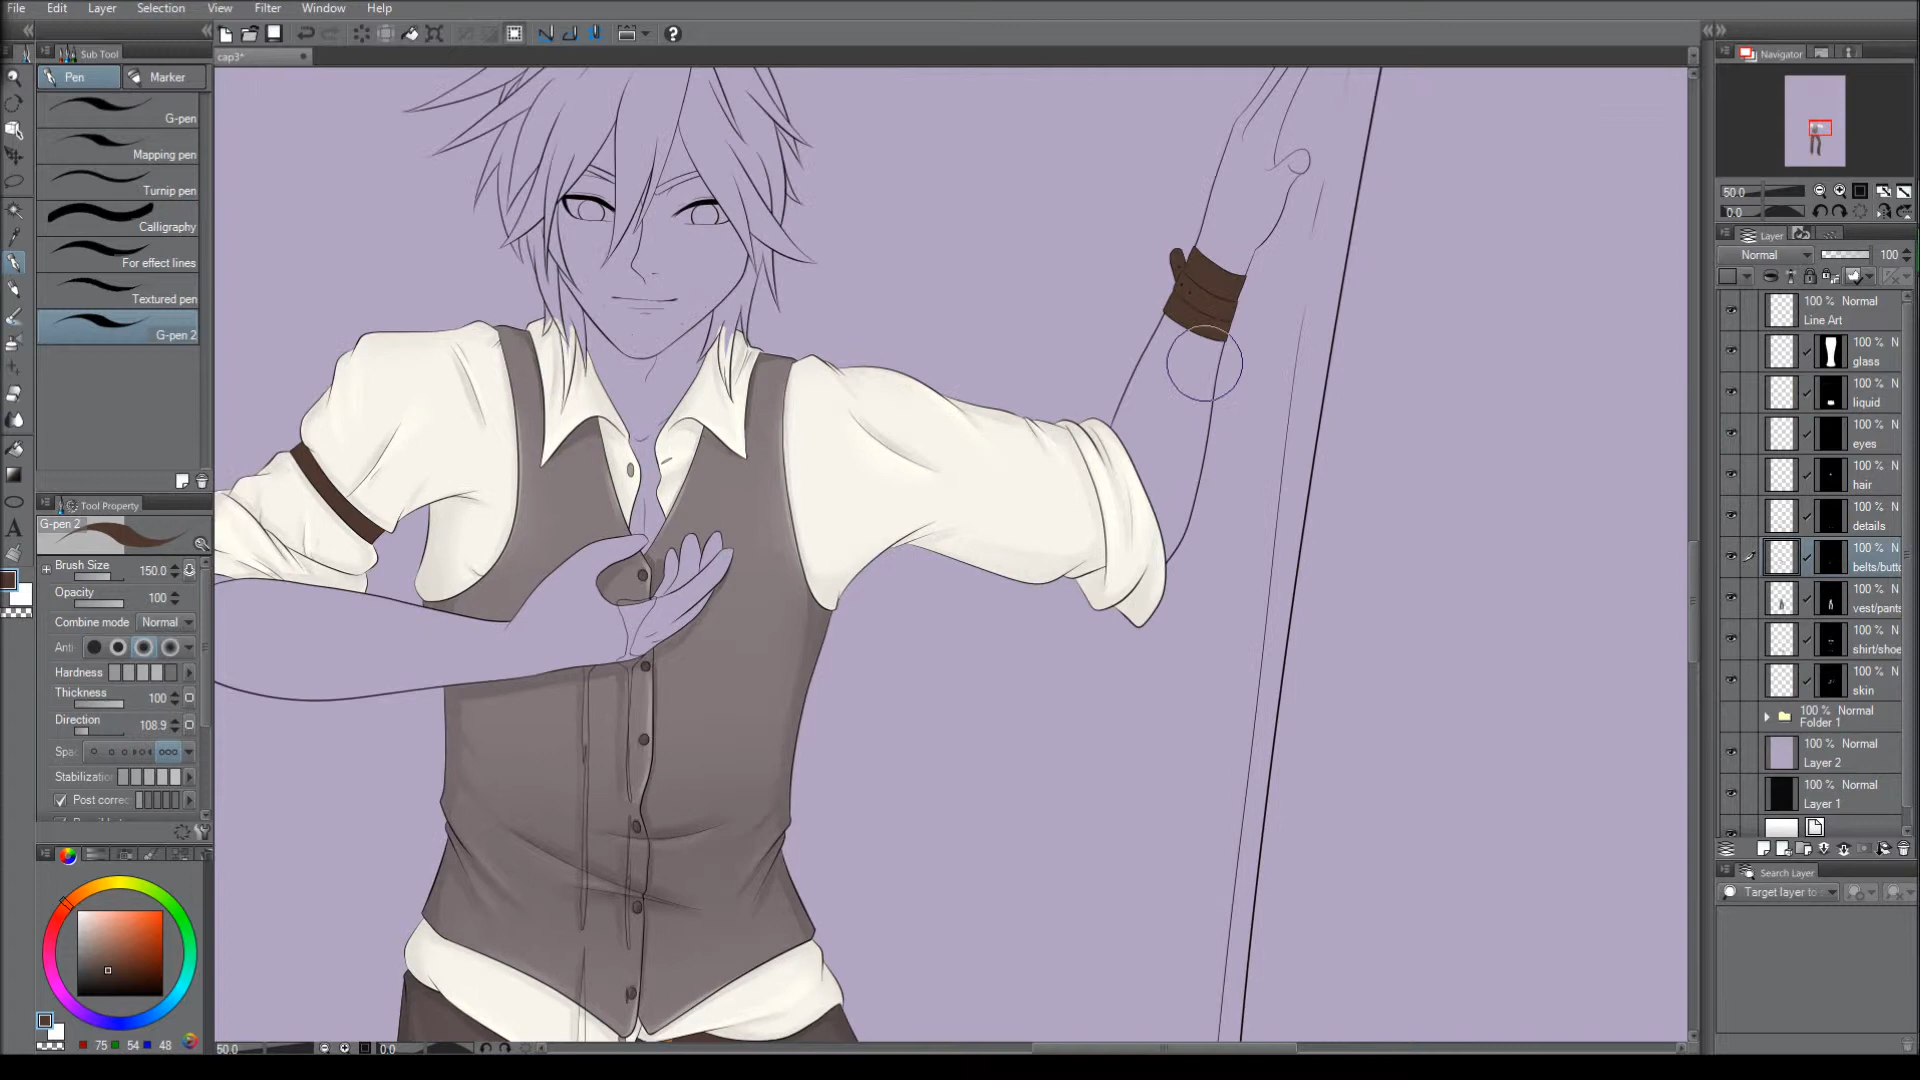 File Edit Layer Selection View Filter Window Help
cap3*
Sub Tool
Pen
Marker
G-pen
Mapping pen
Turnip pen
Calligraphy
For effect lines
Textured pen
G-pen 2
Tool Property
G-pen 2
Brush Size 150.0
Opacity 100
Combine mode Normal
Anti-
Hardness
Thickness 100
Direction 108.9
Spac
Stabilization
Post correc
75 54 48
50.0 0.0
Navigator
50.0
0.0
Layer
Normal 100
100 % Normal
Line Art
100 % N
glass
100 % N
liquid
100 % N
eyes
100 % N
hair
100 % N
details
100 % N
belts/butto
100 % N
vest/pants
100 % N
shirt/shoe
100 % N
skin
100 % Normal
Folder 1
100 % Normal
Layer 2
100 % Normal
Layer 1
Search Layer
Target layer to